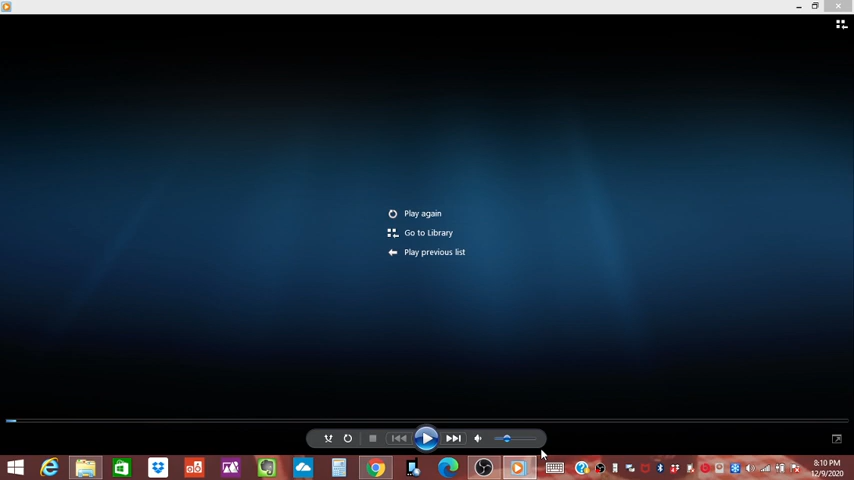 Play again
Go to Library
Play previous list
8:10 PM
12/9/2020